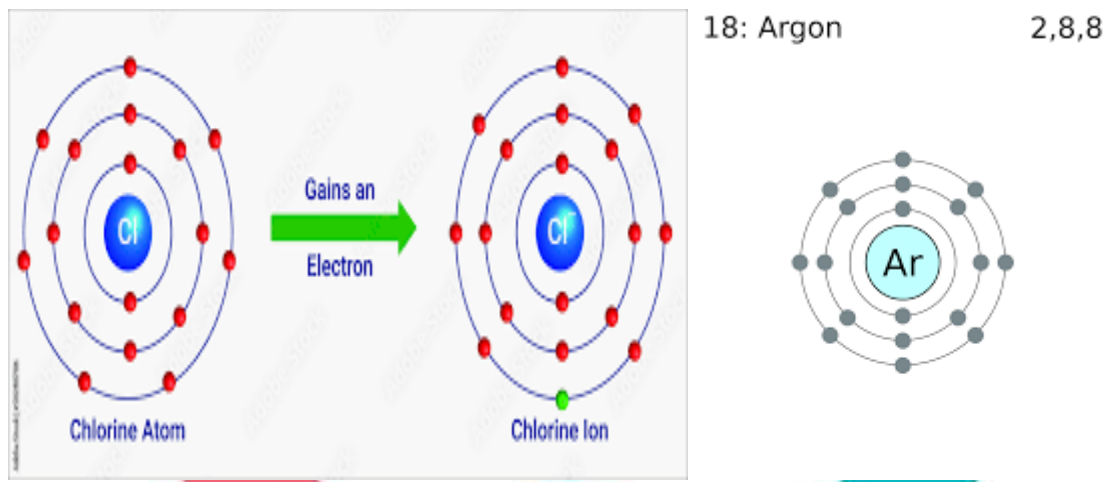 18: Argon 2,8,8
Cl
Gains an
Electron
Cl⁻
Ar
Chlorine Atom
Chlorine Ion